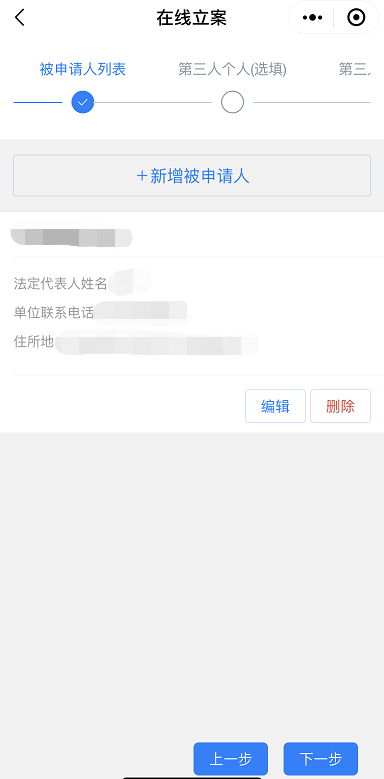 在线立案
被申请人列表
第三人个人(选填)
第三人
＋新增被申请人
法定代表人姓名
单位联系电话
住所地
编辑
删除
上一步
下一步